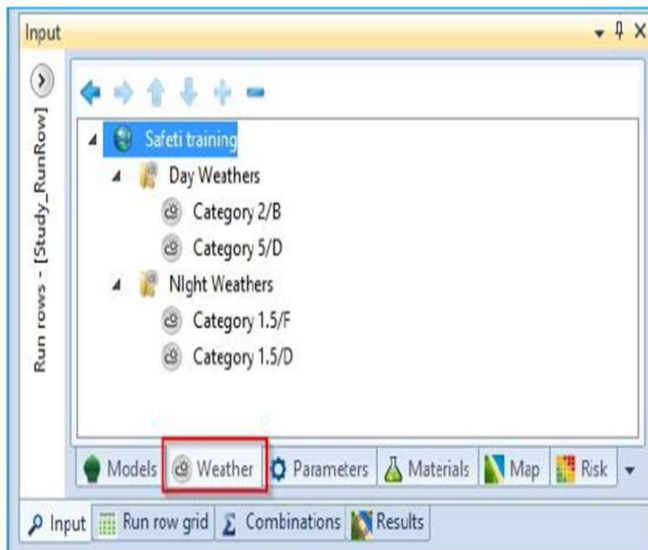 Input
Run rows - [Study_RunRow]
Safeti training
Day Weathers
Category 2/B
Category 5/D
NIght Weathers
Category 1.5/F
Category 1.5/D
Models Weather Parameters Materials Map Risk
Input Run row grid Combinations Results